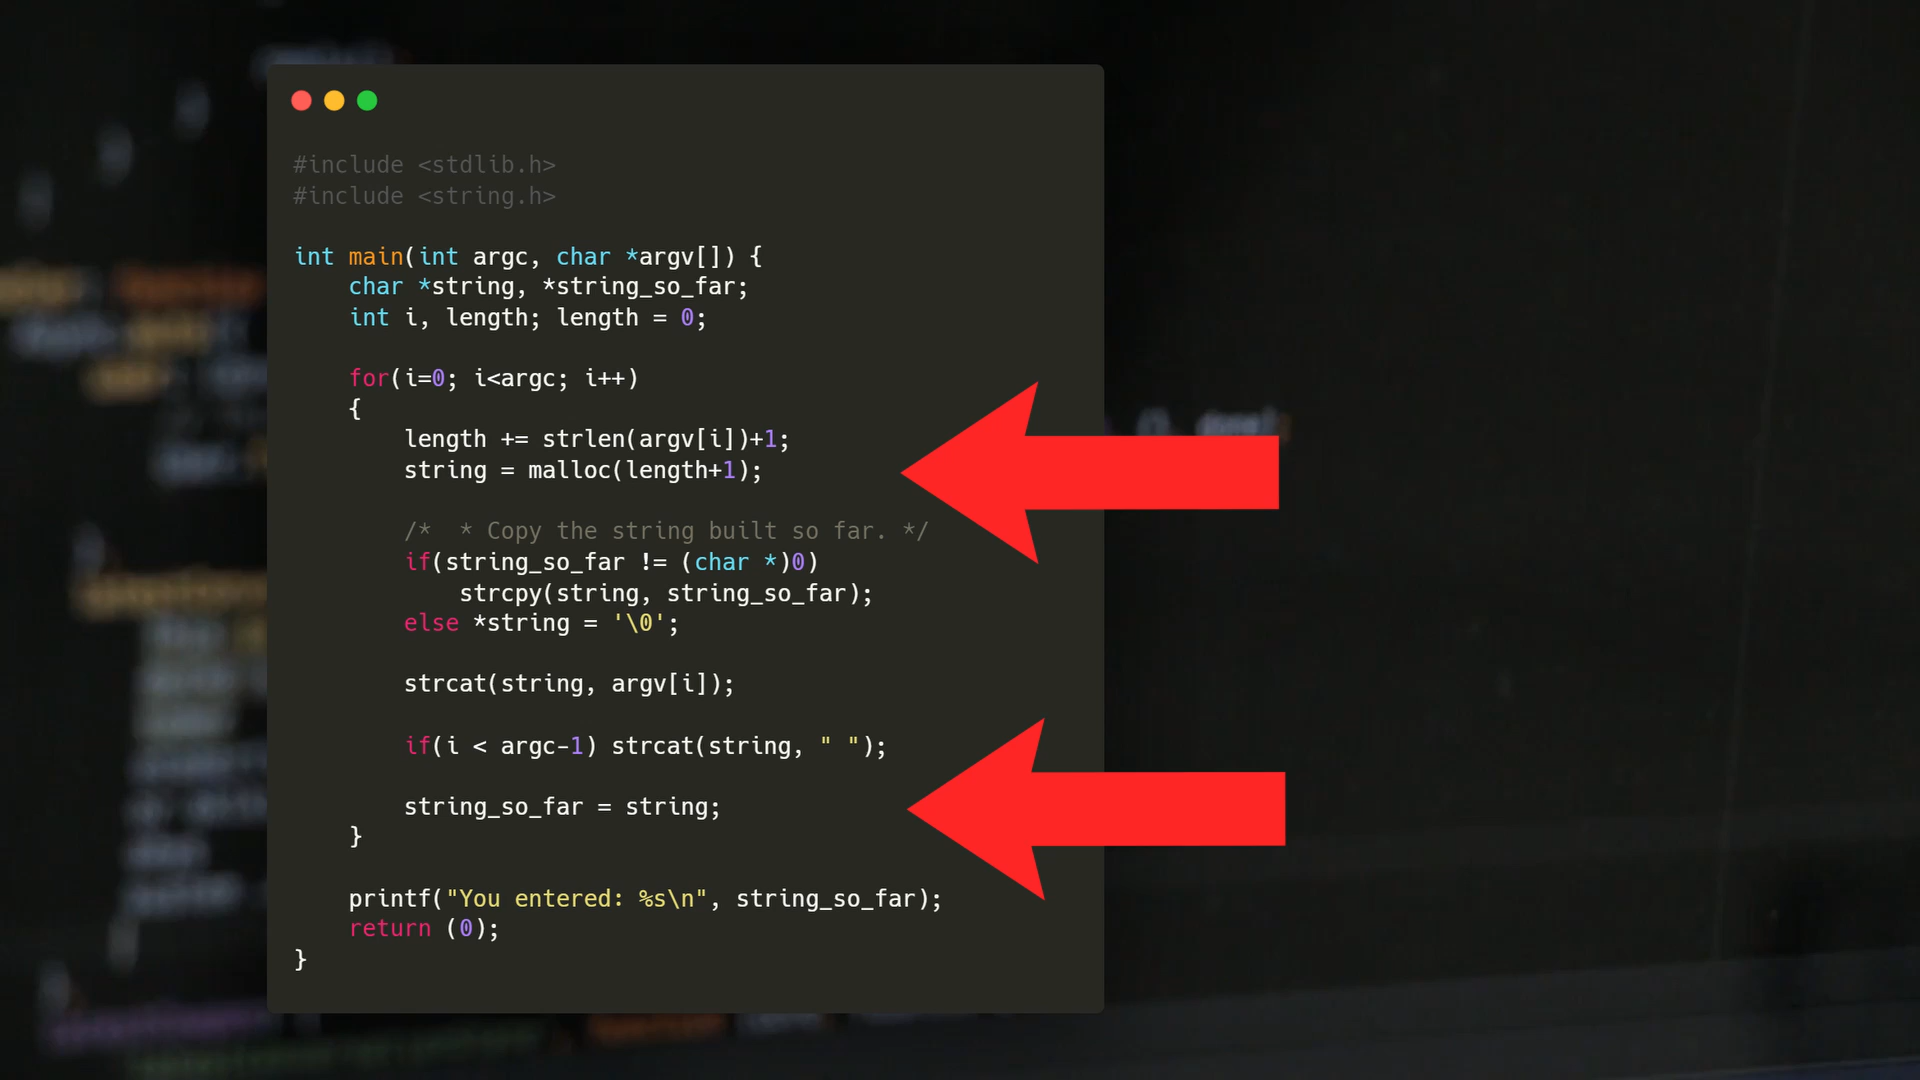 #include <stdlib.h>
#include <string.h>
int main(int argc, char *argv[]) {
char *string, *string_so_far;
int i, length; length = 0;
for(i=0; i<argc; i++)
{
length += strlen(argv[i])+1;
string = malloc(length+1);
/*  * Copy the string built so far. */
if(string_so_far != (char *)0)
strcpy(string, string_so_far);
else *string = '\0';
strcat(string, argv[i]);
if(i < argc-1) strcat(string, " ");
string_so_far = string;
}
printf("You entered: %s\n", string_so_far);
return (0);
}